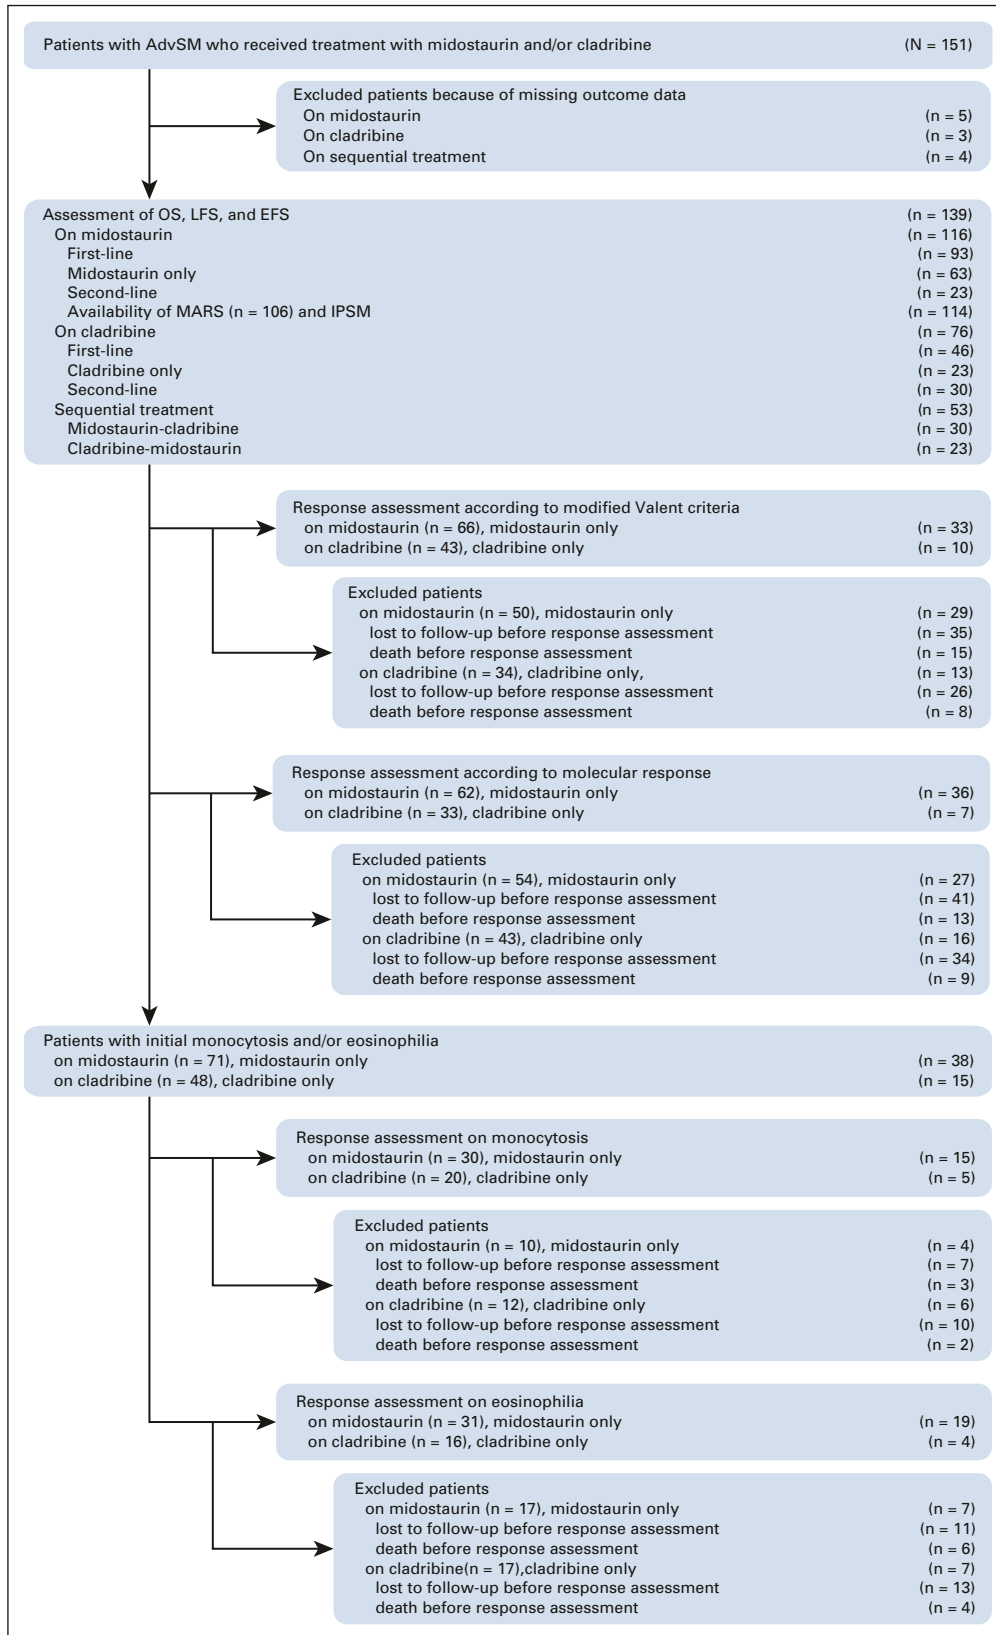 Patients with AdvSM who received treatment with midostaurin and/or cladribine (N = 151)
Excluded patients because of missing outcome data
On midostaurin (n = 5)
On cladribine (n = 3)
On sequential treatment (n = 4)
Assessment of OS, LFS, and EFS (n = 139)
On midostaurin (n = 116)
First-line (n = 93)
Midostaurin only (n = 63)
Second-line (n = 23)
Availability of MARS (n = 106) and IPSM (n = 114)
On cladribine (n = 76)
First-line (n = 46)
Cladribine only (n = 23)
Second-line (n = 30)
Sequential treatment (n = 53)
Midostaurin-cladribine (n = 30)
Cladribine-midostaurin (n = 23)
Response assessment according to modified Valent criteria
on midostaurin (n = 66), midostaurin only (n = 33)
on cladribine (n = 43), cladribine only (n = 10)
Excluded patients
on midostaurin (n = 50), midostaurin only (n = 29)
lost to follow-up before response assessment (n = 35)
death before response assessment (n = 15)
on cladribine (n = 34), cladribine only, (n = 13)
lost to follow-up before response assessment (n = 26)
death before response assessment (n = 8)
Response assessment according to molecular response
on midostaurin (n = 62), midostaurin only (n = 36)
on cladribine (n = 33), cladribine only (n = 7)
Excluded patients
on midostaurin (n = 54), midostaurin only (n = 27)
lost to follow-up before response assessment (n = 41)
death before response assessment (n = 13)
on cladribine (n = 43), cladribine only (n = 16)
lost to follow-up before response assessment (n = 34)
death before response assessment (n = 9)
Patients with initial monocytosis and/or eosinophilia
on midostaurin (n = 71), midostaurin only (n = 38)
on cladribine (n = 48), cladribine only (n = 15)
Response assessment on monocytosis
on midostaurin (n = 30), midostaurin only (n = 15)
on cladribine (n = 20), cladribine only (n = 5)
Excluded patients
on midostaurin (n = 10), midostaurin only (n = 4)
lost to follow-up before response assessment (n = 7)
death before response assessment (n = 3)
on cladribine (n = 12), cladribine only (n = 6)
lost to follow-up before response assessment (n = 10)
death before response assessment (n = 2)
Response assessment on eosinophilia
on midostaurin (n = 31), midostaurin only (n = 19)
on cladribine (n = 16), cladribine only (n = 4)
Excluded patients
on midostaurin (n = 17), midostaurin only (n = 7)
lost to follow-up before response assessment (n = 11)
death before response assessment (n = 6)
on cladribine(n = 17),cladribine only (n = 7)
lost to follow-up before response assessment (n = 13)
death before response assessment (n = 4)